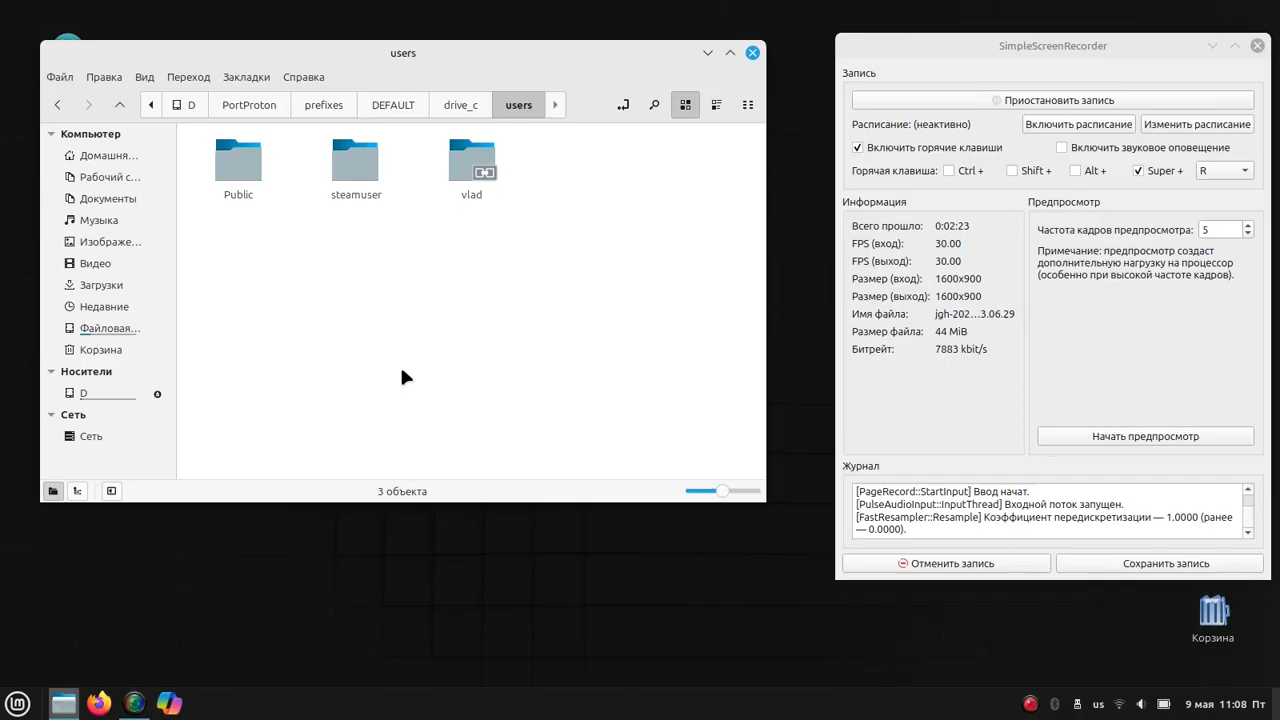 users
Файл Правка Вид Переход Закладки Справка
D PortProton prefixes DEFAULT drive_c users
Компьютер
Домашня...
Рабочий с...
Документы
Музыка
Изображе...
Видео
Загрузки
Недавние
Файловая...
Корзина
Носители
D
Сеть
Сеть
Public steamuser vlad
3 объекта
SimpleScreenRecorder
Запись
Приостановить запись
Расписание: (неактивно) Включить расписание Изменить расписание
Включить горячие клавиши Включить звуковое оповещение
Горячая клавиша: Ctrl + Shift + Alt + Super + R
Информация
Всего прошло: 0:02:23
FPS (вход): 30.00
FPS (выход): 30.00
Размер (вход): 1600x900
Размер (выход): 1600x900
Имя файла: jgh-202...3.06.29
Размер файла: 44 MiB
Битрейт: 7883 kbit/s
Предпросмотр
Частота кадров предпросмотра: 5
Примечание: предпросмотр создаст
дополнительную нагрузку на процессор
(особенно при высокой частоте кадров).
Начать предпросмотр
Журнал
[PageRecord::StartInput] Ввод начат.
[PulseAudioInput::InputThread] Входной поток запущен.
[FastResampler::Resample] Коэффициент передискретизации — 1.0000 (ранее
— 0.0000).
Отменить запись Сохранить запись
Корзина
us 9 мая 11:08 Пт